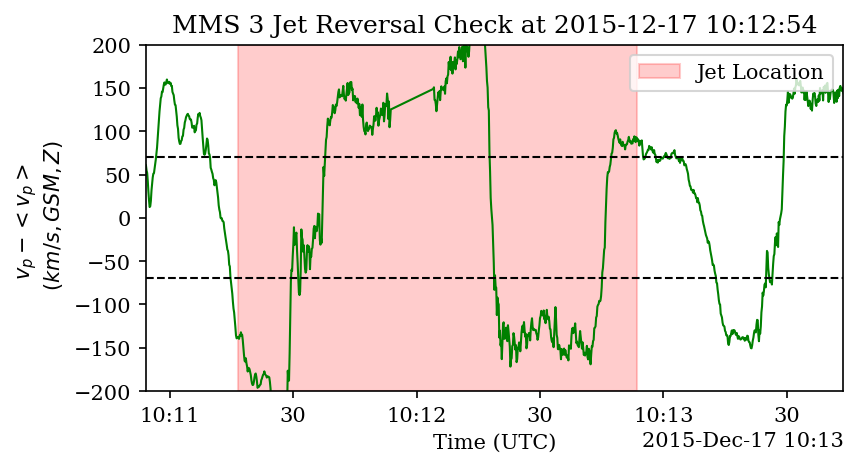 MMS 3 Jet Reversal Check at 2015-12-17 10:12:54
Jet Location
200
150
100
50
0
−50
−100
−150
−200
v_p − < v_p >
(km/s, GSM, Z)
10:11 30 10:12 30 10:13 30
Time (UTC)
2015-Dec-17 10:13